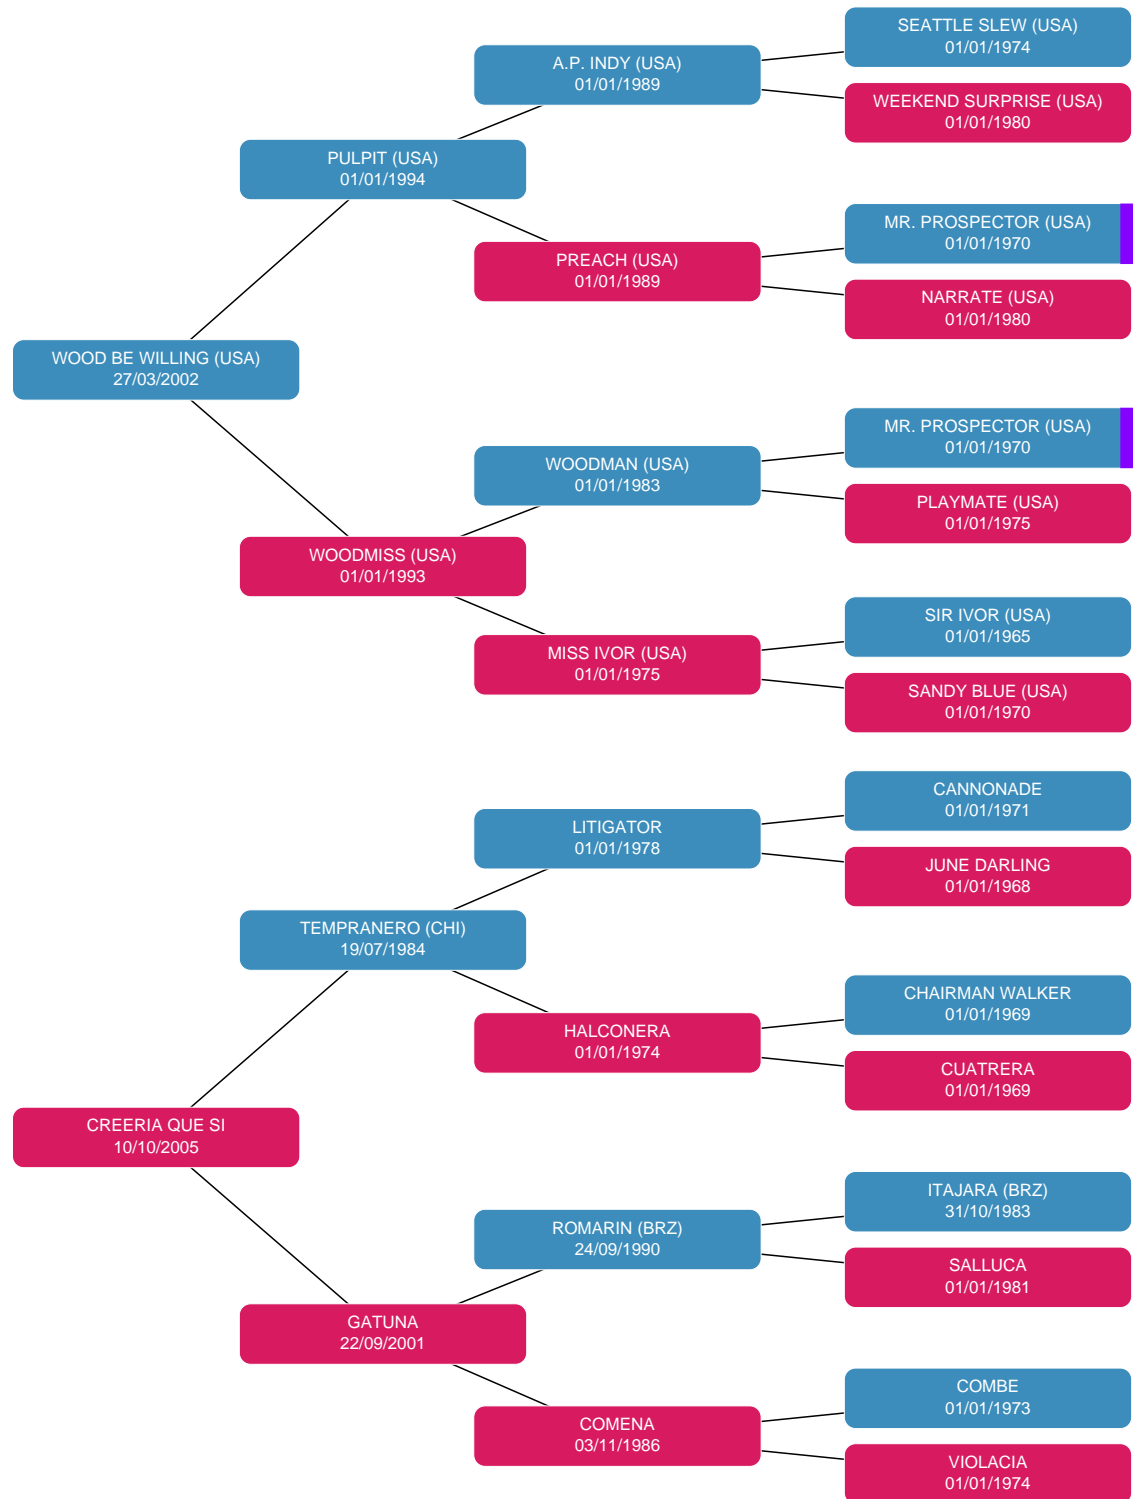 SEATTLE SLEW (USA)
01/01/1974
A.P. INDY (USA)
01/01/1989
WEEKEND SURPRISE (USA)
01/01/1980
PULPIT (USA)
01/01/1994
MR. PROSPECTOR (USA)
01/01/1970
PREACH (USA)
01/01/1989
NARRATE (USA)
01/01/1980
WOOD BE WILLING (USA)
27/03/2002
MR. PROSPECTOR (USA)
01/01/1970
WOODMAN (USA)
01/01/1983
PLAYMATE (USA)
01/01/1975
WOODMISS (USA)
01/01/1993
SIR IVOR (USA)
01/01/1965
MISS IVOR (USA)
01/01/1975
SANDY BLUE (USA)
01/01/1970
CANNONADE
01/01/1971
LITIGATOR
01/01/1978
JUNE DARLING
01/01/1968
TEMPRANERO (CHI)
19/07/1984
CHAIRMAN WALKER
01/01/1969
HALCONERA
01/01/1974
CUATRERA
01/01/1969
CREERIA QUE SI
10/10/2005
ITAJARA (BRZ)
31/10/1983
ROMARIN (BRZ)
24/09/1990
SALLUCA
01/01/1981
GATUNA
22/09/2001
COMBE
01/01/1973
COMENA
03/11/1986
VIOLACIA
01/01/1974